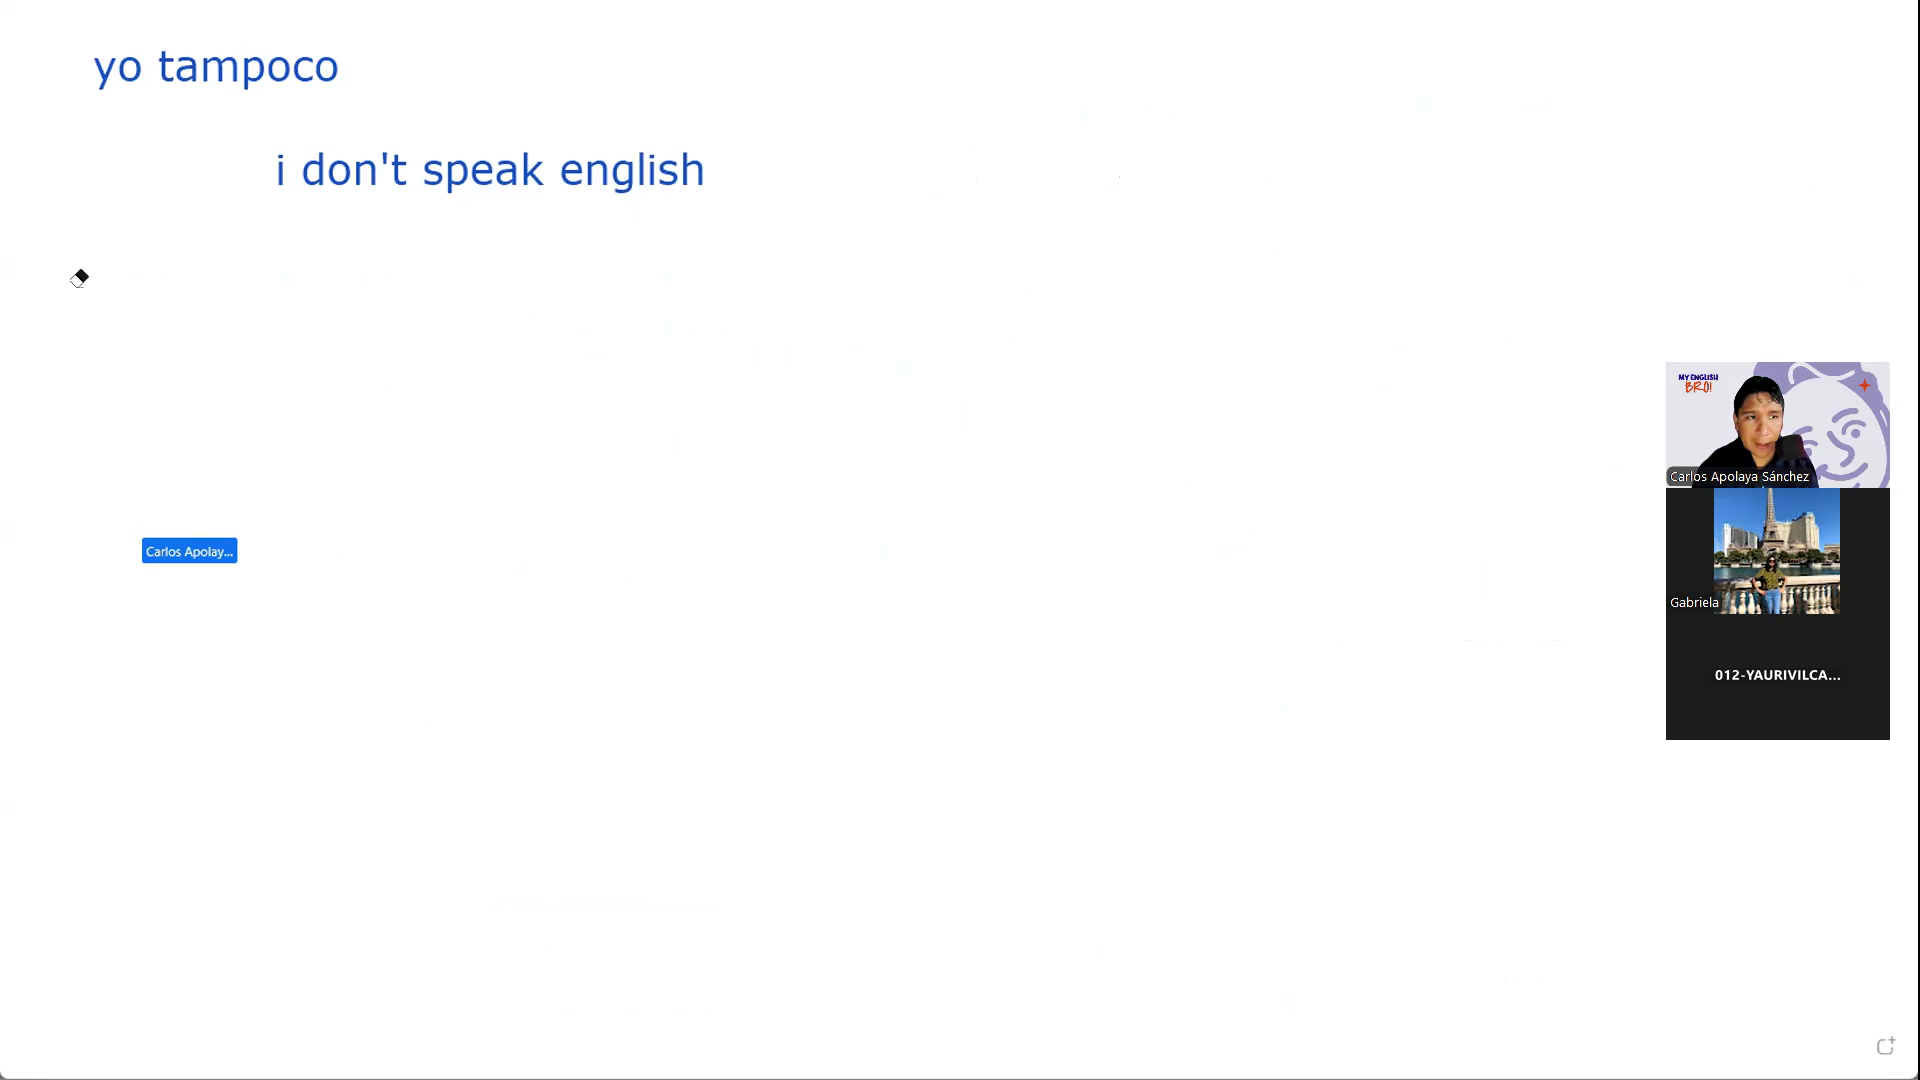 yo tampoco
i don't speak english
MY ENGLISH
BRO!
Carlos Apolaya Sánchez
Carlos Apolay...
Gabriela
012-YAURIVILCA...